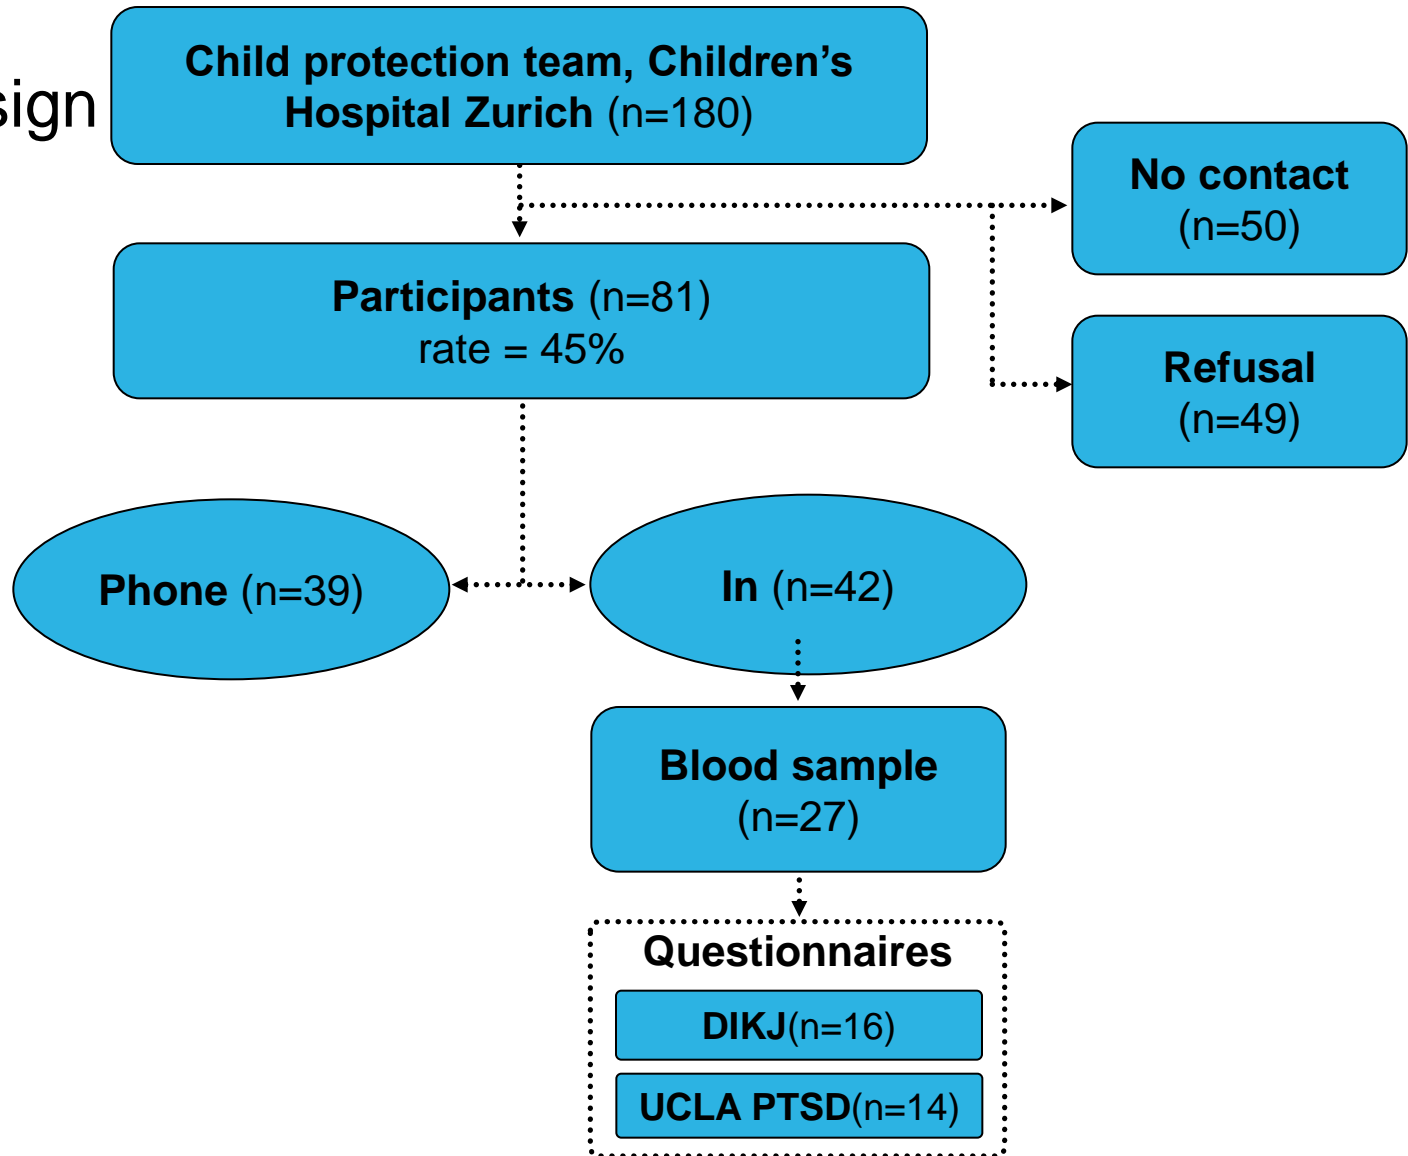 sign
Child protection team, Children’s
Hospital Zurich (n=180)
No contact
(n=50)
Participants (n=81)
rate = 45%
Refusal
(n=49)
Phone (n=39)
In (n=42)
Blood sample
(n=27)
Questionnaires
DIKJ(n=16)
UCLA PTSD(n=14)